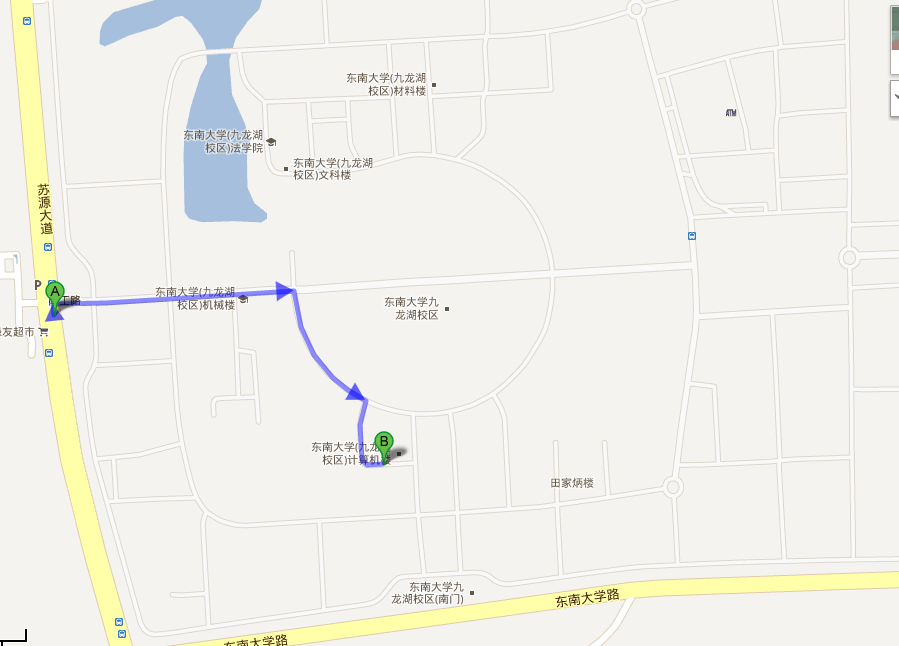 东南大学(九龙湖
校区)材料楼
ATM
东南大学(九龙湖
校区)法学院
东南大学(九龙湖
校区)文科楼
苏源大道
P
A
工路
东南大学(九龙湖
校区)机械楼
东南大学九
龙湖校区
友超市
B
东南大学(九龙
校区)计算机楼
田家炳楼
东南大学九
龙湖校区(南门)
东南大学路
东南大学路